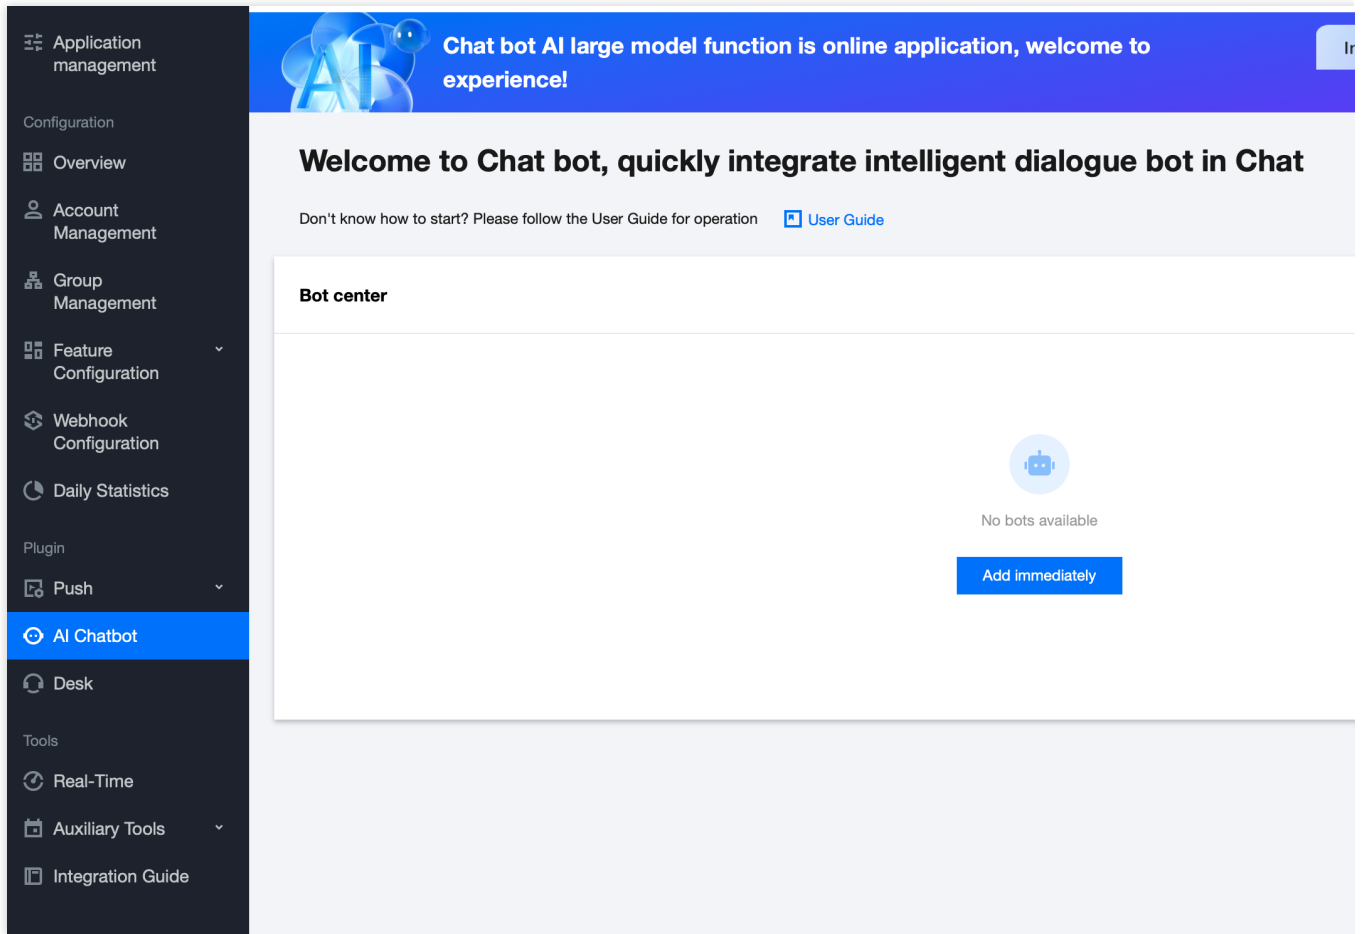 Application
management
Configuration
Overview
Account
Management
Group
Management
Feature
Configuration
Webhook
Configuration
Daily Statistics
Plugin
Push
AI Chatbot
Desk
Tools
Real-Time
Auxiliary Tools
Integration Guide
AI
Chat bot AI large model function is online application, welcome to
experience!
Welcome to Chat bot, quickly integrate intelligent dialogue bot in Chat
Don't know how to start? Please follow the User Guide for operation
User Guide
Bot center
No bots available
Add immediately